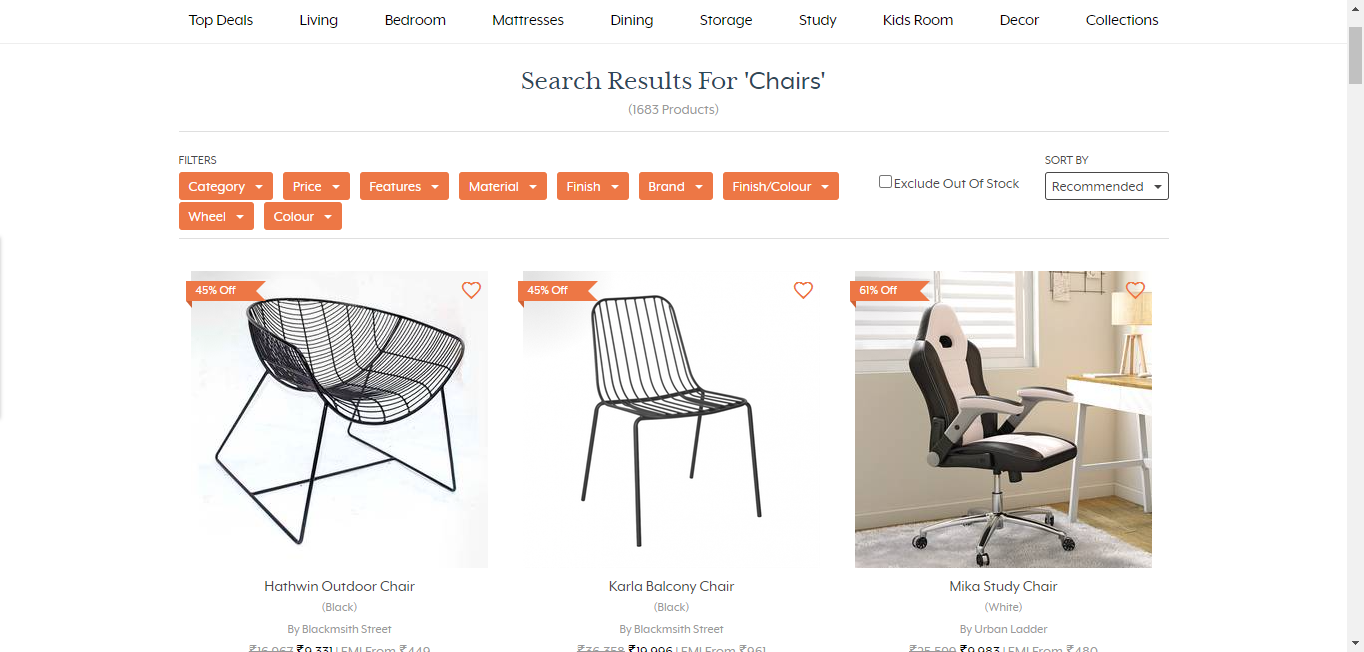 Top Deals Living Bedroom Mattresses Dining Storage Study Kids Room Decor Collections
Search Results For 'Chairs'
(1683 Products)
FILTERS
SORT BY
Category Price Features Material Finish Brand Finish/Colour
Exclude Out Of Stock
Recommended
Wheel Colour
45% Off
45% Off
61% Off
Hathwin Outdoor Chair
(Black)
By Blackmsith Street
₹16,967 ₹9,331 | EMI From ₹449
Karla Balcony Chair
(Black)
By Blackmsith Street
₹36,358 ₹19,996 | EMI From ₹961
Mika Study Chair
(White)
By Urban Ladder
₹25,599 ₹9,983 | EMI From ₹480